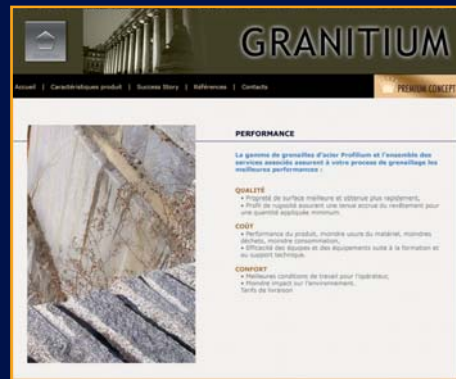 GRANITIUM
Accueil | Caractéristiques produit | Success Story | Références | Contacts
PREMIUM CONCEPT
PERFORMANCE
La gamme de grenailles d'acier Profilium et l'ensemble des
services associés assurent à votre process de grenaillage les
meilleures performances :
QUALITÉ
• Propreté de surface meilleure et obtenue plus rapidement,
• Profil de rugosité assurent une tenue accrue du revêtement pour
une quantité appliquée minimum.
COÛT
• Performance du produit, moindre usure du matériel, moindres
déchets, moindre consommation,
• Efficacité des équipes et des équipements suite à la formation et
au support technique.
CONFORT
• Meilleures conditions de travail pour l'opérateur,
• Moindre impact sur l'environnement.
Tarifs de livraison